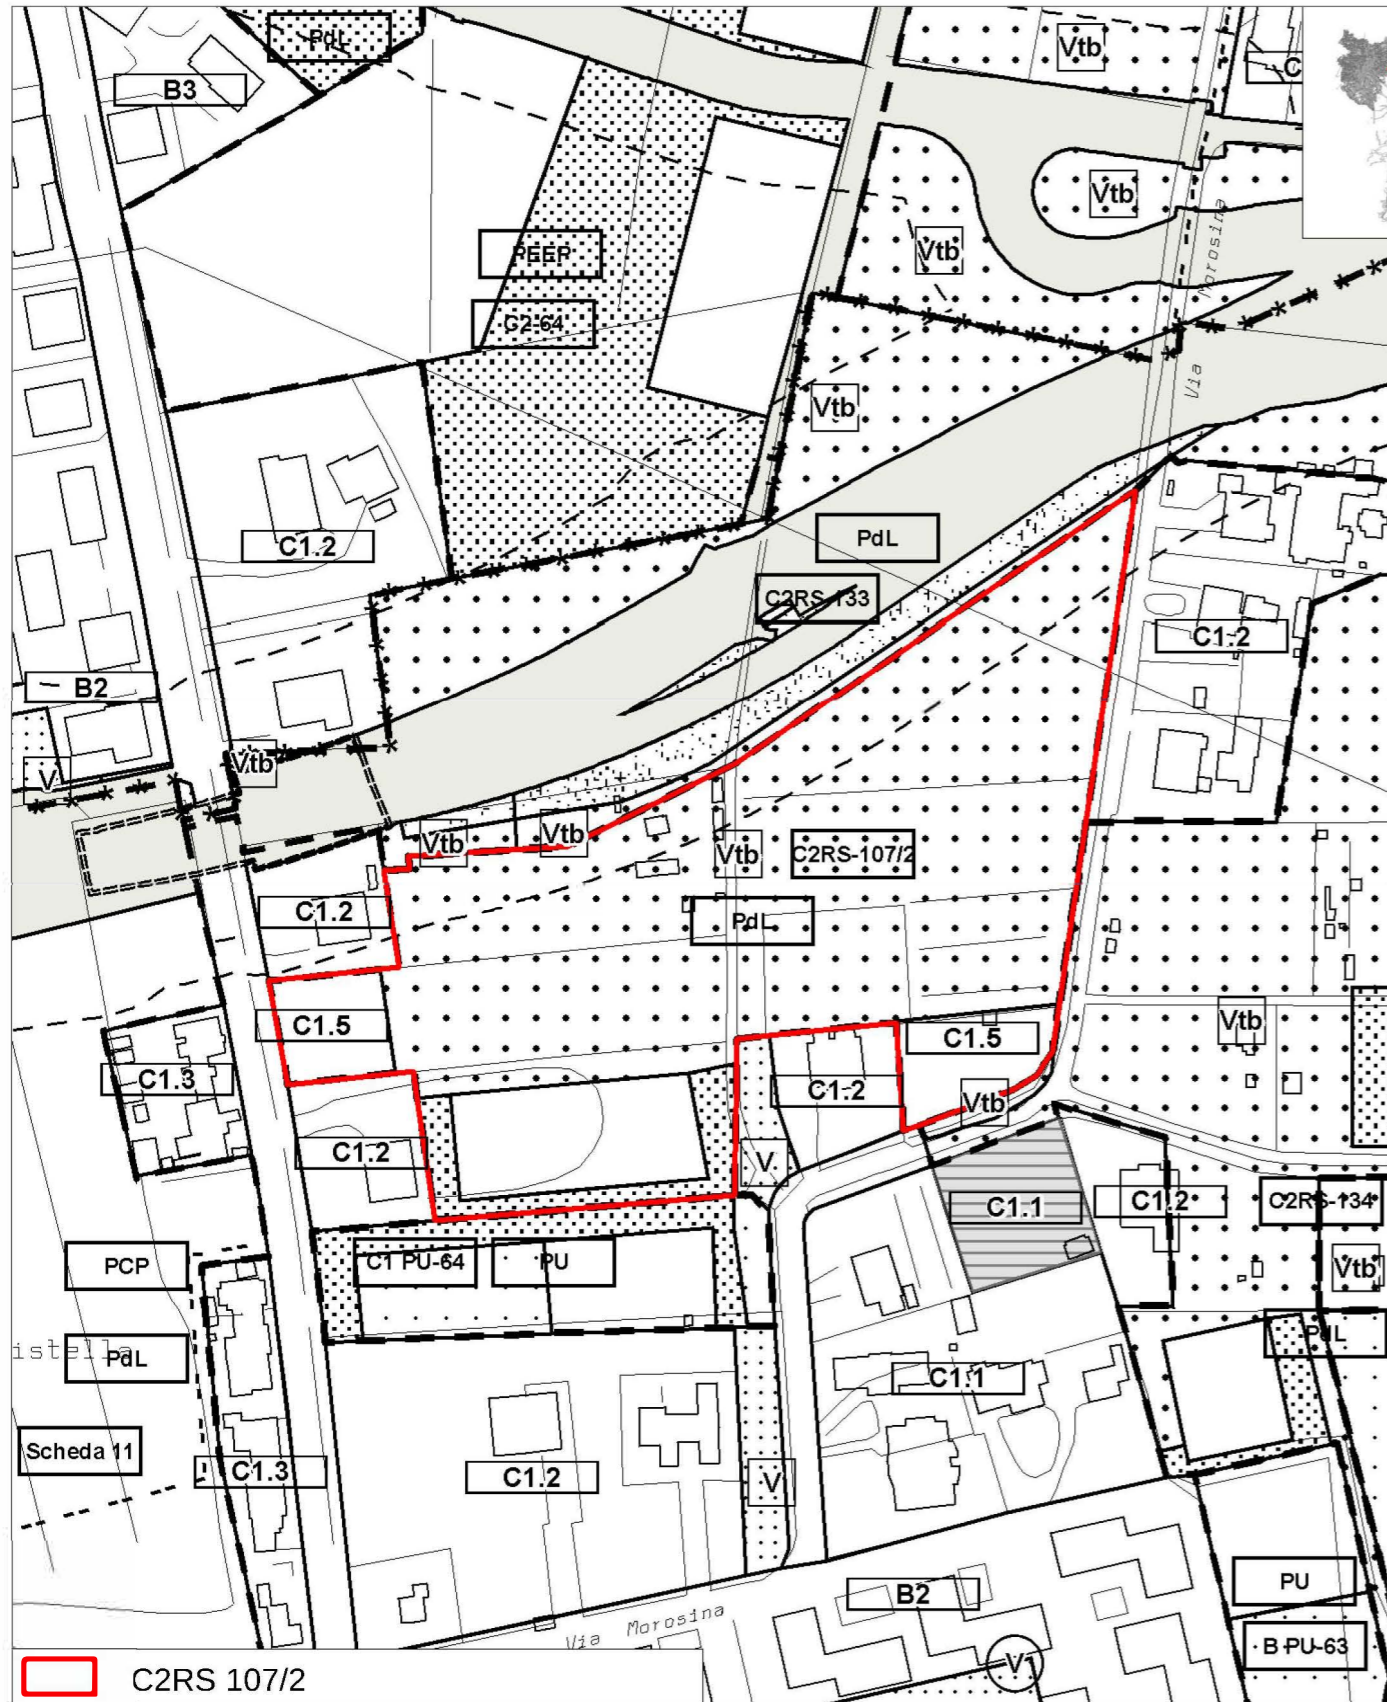 PdL
Vtb
B3
C
Vtb
Vtb
PEEP
Via Morosina
C2-64
Vtb
PdL
C1.2
C2RS-133
C1.2
B2
Vtb
V
Vtb
Vtb
Vtb
C2RS-107/2
C1.2
PdL
C1.5
C1.5
Vtb
C1.3
C1.2
Vtb
C1.2
V
C1.1
C1.2
C2RS-134
PCP
C1 PU-64
PU
Vtb
istella
PdL
PdL
C1.1
Scheda 11
C1.3
C1.2
V
PU
B2
Via Morosina
B PU-63
V
C2RS 107/2